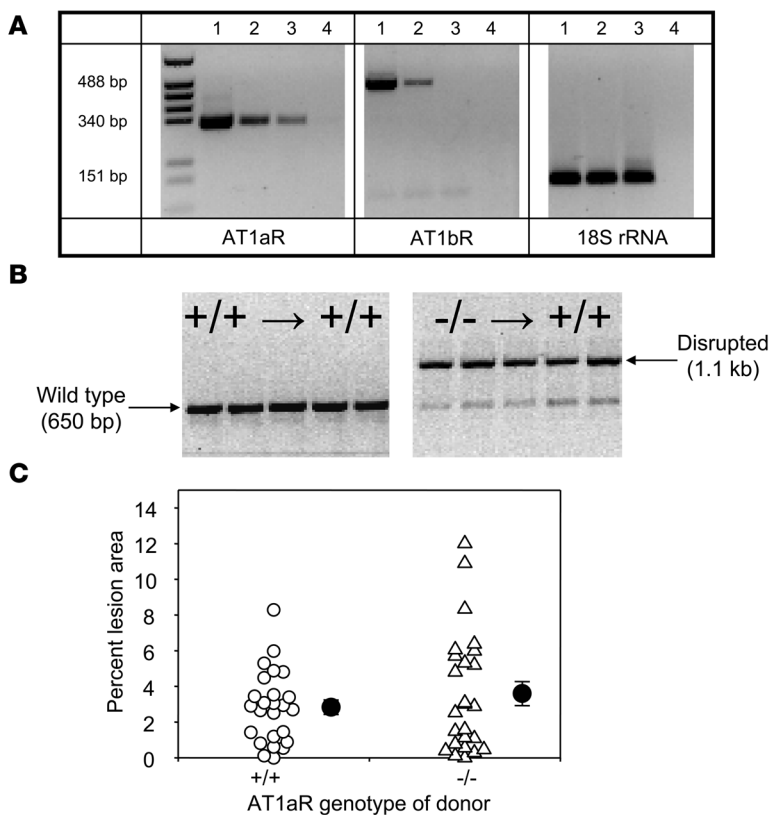 A
1 2 3 4 1 2 3 4 1 2 3 4
488 bp
340 bp
151 bp
AT1aR AT1bR 18S rRNA
B
+/+ → +/+ -/- → +/+
Wild type
(650 bp)
Disrupted
(1.1 kb)
C
Percent lesion area
14
12
10
8
6
4
2
0
+/+ -/-
AT1aR genotype of donor